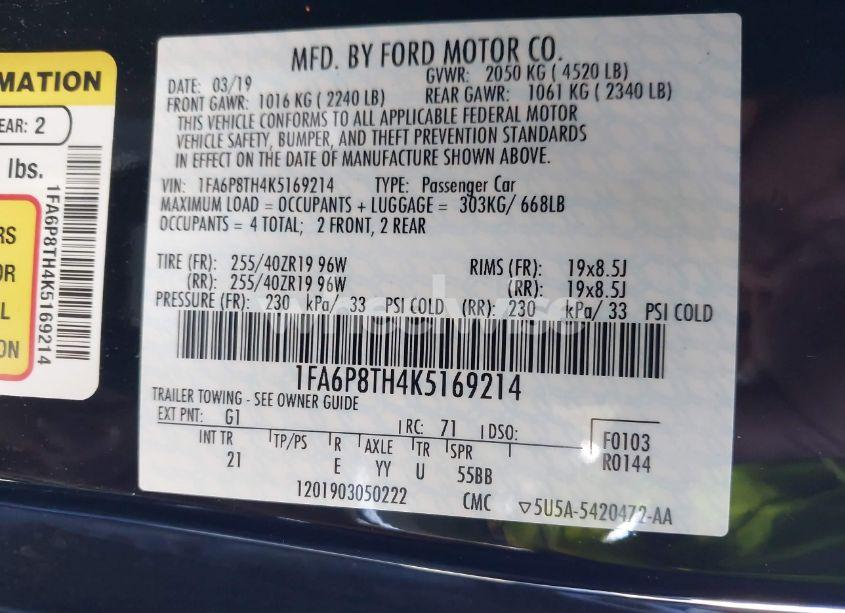 MATION
EAR: 2
lbs.
1FA6P8TH4K5169214
RS
OR
L
ON
MFD. BY FORD MOTOR CO.
DATE: 03/19 GVWR: 2050 KG ( 4520 LB)
FRONT GAWR: 1016 KG ( 2240 LB) REAR GAWR: 1061 KG ( 2340 LB)
THIS VEHICLE CONFORMS TO ALL APPLICABLE FEDERAL MOTOR
VEHICLE SAFETY, BUMPER, AND THEFT PREVENTION STANDARDS
IN EFFECT ON THE DATE OF MANUFACTURE SHOWN ABOVE.
VIN: 1FA6P8TH4K5169214 TYPE: Passenger Car
MAXIMUM LOAD = OCCUPANTS + LUGGAGE = 303KG/ 668LB
OCCUPANTS = 4 TOTAL; 2 FRONT, 2 REAR
TIRE (FR): 255/40ZR19 96W RIMS (FR): 19x8.5J
(RR): 255/40ZR19 96W (RR): 19x8.5J
PRESSURE (FR): 230 kPa/ 33 PSI COLD (RR): 230 kPa/ 33 PSI COLD
1FA6P8TH4K5169214
TRAILER TOWING - SEE OWNER GUIDE
EXT PNT: G1 RC: 71 DSO: F0103
INT TR TP/PS R AXLE TR SPR R0144
21 E YY U 55BB
1201903050222 CMC ▽5U5A-5420472-AA